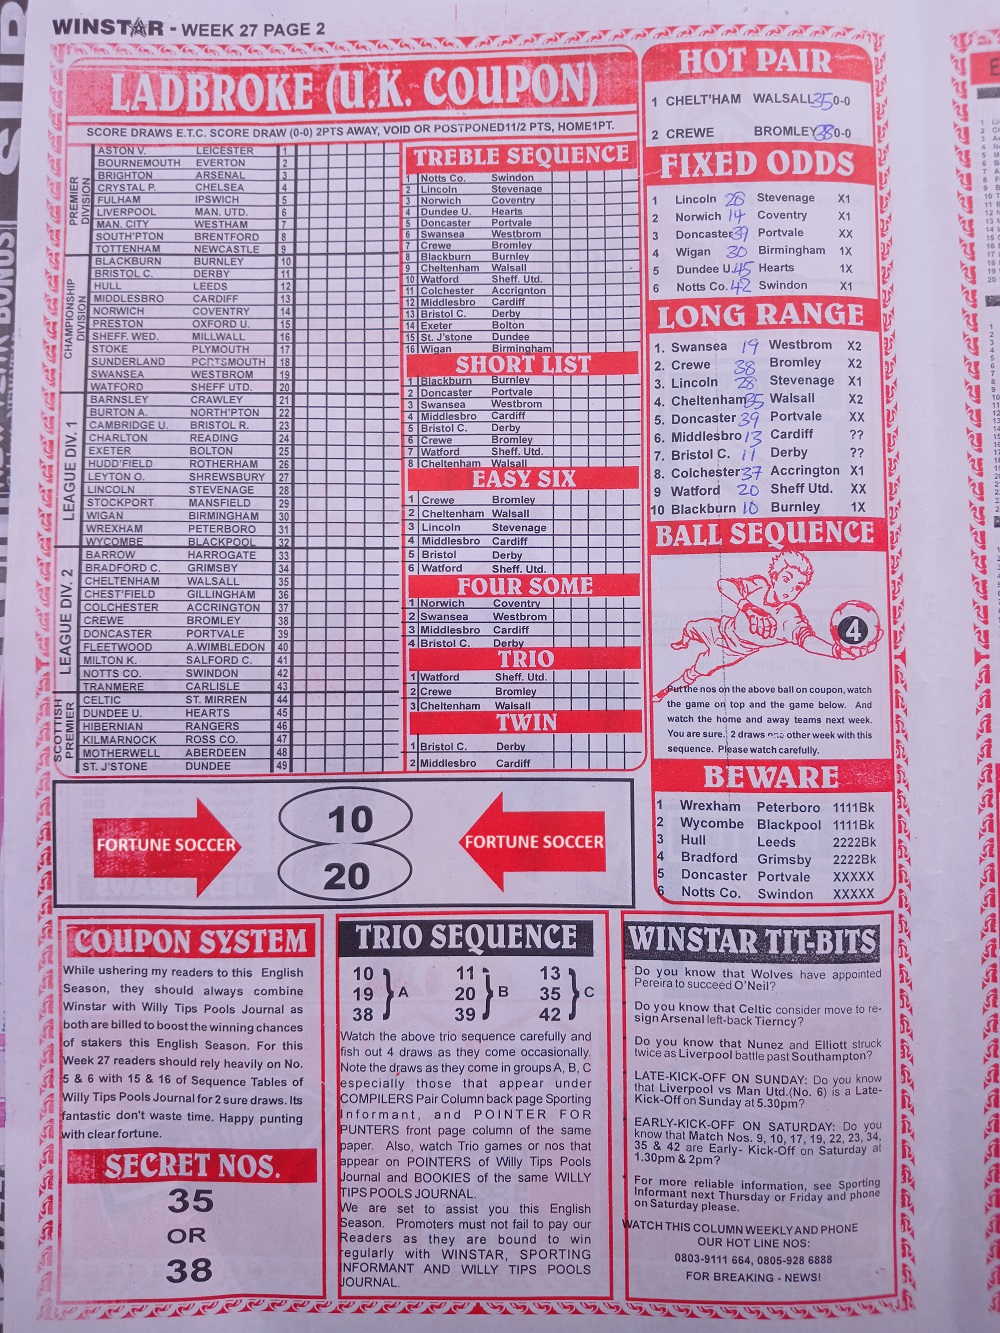 WINSTAR - WEEK 27 PAGE 2
LADBROKE (U.K. COUPON)
SCORE DRAWS E.T.C. SCORE DRAW (0-0) 2PTS AWAY, VOID OR POSTPONED11/2 PTS, HOME1PT.
PREMIER DIVISION
ASTON V. LEICESTER 1
BOURNEMOUTH EVERTON 2
BRIGHTON ARSENAL 3
CRYSTAL P. CHELSEA 4
FULHAM IPSWICH 5
LIVERPOOL MAN. UTD. 6
MAN. CITY WESTHAM 7
SOUTH'PTON BRENTFORD 8
TOTTENHAM NEWCASTLE 9
CHAMPIONSHIP DIVISION
BLACKBURN BURNLEY 10
BRISTOL C. DERBY 11
HULL LEEDS 12
MIDDLESBRO CARDIFF 13
NORWICH COVENTRY 14
PRESTON OXFORD U. 15
SHEFF. WED. MILLWALL 16
STOKE PLYMOUTH 17
SUNDERLAND PORTSMOUTH 18
SWANSEA WESTBROM 19
WATFORD SHEFF UTD. 20
LEAGUE DIV. 1
BARNSLEY CRAWLEY 21
BURTON A. NORTH'PTON 22
CAMBRIDGE U. BRISTOL R. 23
CHARLTON READING 24
EXETER BOLTON 25
HUDD'FIELD ROTHERHAM 26
LEYTON O. SHREWSBURY 27
LINCOLN STEVENAGE 28
STOCKPORT MANSFIELD 29
WIGAN BIRMINGHAM 30
WREXHAM PETERBORO 31
WYCOMBE BLACKPOOL 32
LEAGUE DIV. 2
BARROW HARROGATE 33
BRADFORD C. GRIMSBY 34
CHELTENHAM WALSALL 35
CHEST'FIELD GILLINGHAM 36
COLCHESTER ACCRINGTON 37
CREWE BROMLEY 38
DONCASTER PORTVALE 39
FLEETWOOD A.WIMBLEDON 40
MILTON K. SALFORD C. 41
NOTTS CO. SWINDON 42
TRANMERE CARLISLE 43
SCOTTISH PREMIER
CELTIC ST. MIRREN 44
DUNDEE U. HEARTS 45
HIBERNIAN RANGERS 46
KILMARNOCK ROSS CO. 47
MOTHERWELL ABERDEEN 48
ST. J'STONE DUNDEE 49
TREBLE SEQUENCE
1 Notts Co. Swindon
2 Lincoln Stevenage
3 Norwich Coventry
4 Dundee U. Hearts
5 Doncaster Portvale
6 Swansea Westbrom
7 Crewe Bromley
8 Blackburn Burnley
9 Cheltenham Walsall
10 Watford Sheff. Utd.
11 Colchester Accrignton
12 Middlesbro Cardiff
13 Bristol C. Derby
14 Exeter Bolton
15 St. J'stone Dundee
16 Wigan Birmingham
SHORT LIST
1 Blackburn Burnley
2 Doncaster Portvale
3 Swansea Westbrom
4 Middlesbro Cardiff
5 Bristol C. Derby
6 Crewe Bromley
7 Watford Sheff. Utd.
8 Cheltenham Walsall
EASY SIX
1 Crewe Bromley
2 Cheltenham Walsall
3 Lincoln Stevenage
4 Middlesbro Cardiff
5 Bristol Derby
6 Watford Sheff. Utd.
FOUR SOME
1 Norwich Coventry
2 Swansea Westbrom
3 Middlesbro Cardiff
4 Bristol C. Derby
TRIO
1 Watford Sheff. Utd.
2 Crewe Bromley
3 Cheltenham Walsall
TWIN
1 Bristol C. Derby
2 Middlesbro Cardiff
HOT PAIR
1 CHELT'HAM WALSALL 35 0-0
2 CREWE BROMLEY 38 0-0
FIXED ODDS
1 Lincoln 28 Stevenage X1
2 Norwich 14 Coventry X1
3 Doncaster 39 Portvale XX
4 Wigan 30 Birmingham 1X
5 Dundee U. 45 Hearts 1X
6 Notts Co. 42 Swindon X1
LONG RANGE
1. Swansea 19 Westbrom X2
2. Crewe 38 Bromley X2
3. Lincoln 28 Stevenage X1
4. Cheltenham 35 Walsall X2
5. Doncaster 39 Portvale XX
6. Middlesbro 13 Cardiff ??
7. Bristol C. 11 Derby ??
8. Colchester 37 Accrington X1
9 Watford 20 Sheff Utd. XX
10 Blackburn 10 Burnley 1X
BALL SEQUENCE
4
Put the nos on the above ball on coupon, watch
the game on top and the game below. And
watch the home and away teams next week.
You are sure. 2 draws one other week with this
sequence. Please watch carefully.
BEWARE
1 Wrexham Peterboro 1111Bk
2 Wycombe Blackpool 1111Bk
3 Hull Leeds 2222Bk
4 Bradford Grimsby 2222Bk
5 Doncaster Portvale XXXXX
6 Notts Co. Swindon XXXXX
FORTUNE SOCCER
10
20
FORTUNE SOCCER
COUPON SYSTEM
While ushering my readers to this English
Season, they should always combine
Winstar with Willy Tips Pools Journal as
both are billed to boost the winning chances
of stakers this English Season. For this
Week 27 readers should rely heavily on No.
5 & 6 with 15 & 16 of Sequence Tables of
Willy Tips Pools Journal for 2 sure draws. Its
fantastic don't waste time. Happy punting
with clear fortune.
SECRET NOS.
35
OR
38
TRIO SEQUENCE
10 19 38 } A
11 20 39 } B
13 35 42 } C
Watch the above trio sequence carefully and
fish out 4 draws as they come occasionally.
Note the draws as they come in groups A, B, C
especially those that appear under
COMPILERS Pair Column back page Sporting
Informant, and POINTER FOR
PUNTERS front page column of the same
paper. Also, watch Trio games or nos that
appear on POINTERS of Willy Tips Pools
Journal and BOOKIES of the same WILLY
TIPS POOLS JOURNAL.
We are set to assist you this English
Season. Promoters must not fail to pay our
Readers as they are bound to win
regularly with WINSTAR, SPORTING
INFORMANT AND WILLY TIPS POOLS
JOURNAL.
WINSTAR TIT-BITS
Do you know that Wolves have appointed
Pereira to succeed O'Neil?
Do you know that Celtic consider move to re-
sign Arsenal left-back Tierncy?
Do you know that Nunez and Elliott struck
twice as Liverpool battle past Southampton?
LATE-KICK-OFF ON SUNDAY: Do you know
that Liverpool vs Man Utd.(No. 6) is a Late-
Kick-Off on Sunday at 5.30pm?
EARLY-KICK-OFF ON SATURDAY: Do you
know that Match Nos. 9, 10, 17, 19, 22, 23, 34,
35 & 42 are Early- Kick-Off on Saturday at
1.30pm & 2pm?
For more reliable information, see Sporting
Informant next Thursday or Friday and phone
on Saturday please.
WATCH THIS COLUMN WEEKLY AND PHONE
OUR HOT LINE NOS:
0803-9111 664, 0805-928 6888
FOR BREAKING - NEWS!